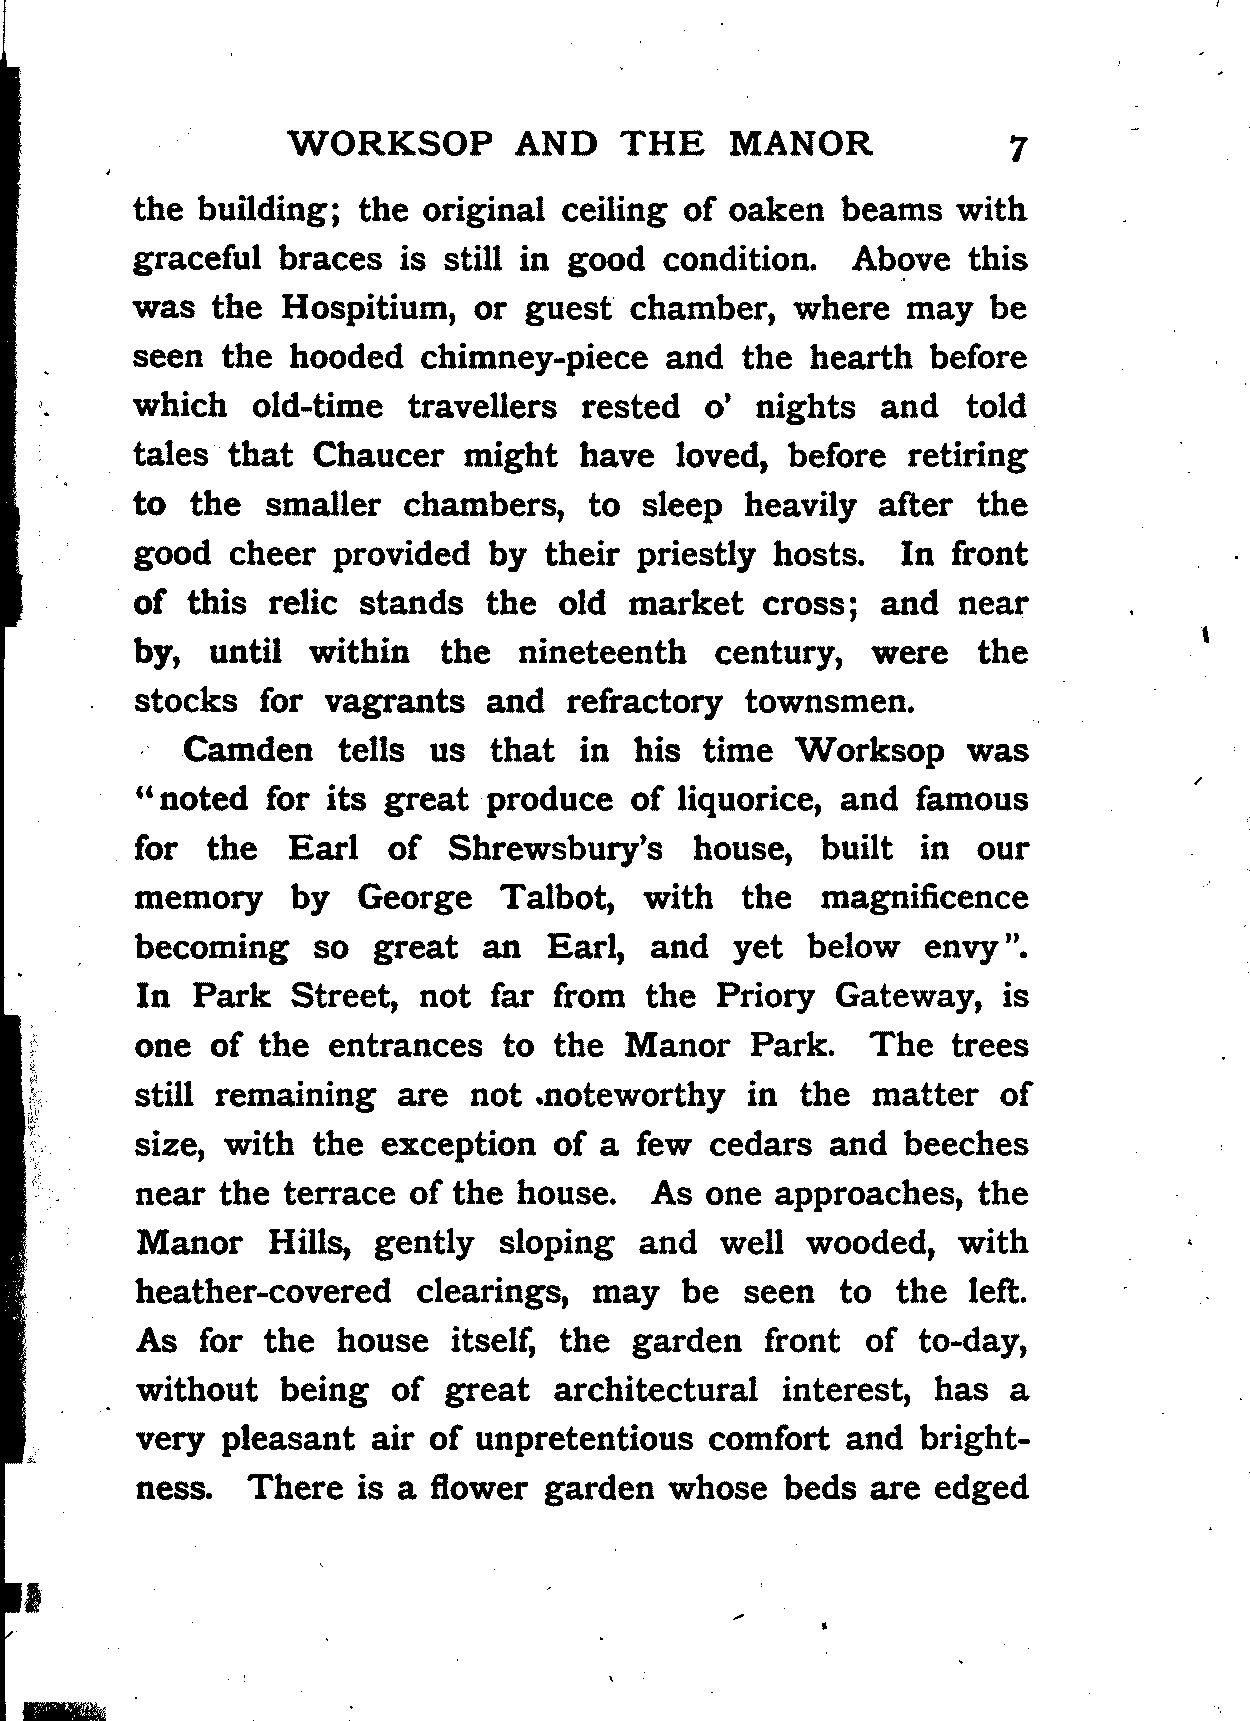 WORKSOP AND THE MANOR 7
the building; the original ceiling of oaken beams with
graceful braces is still in good condition. Above this
was the Hospitium, or guest chamber, where may be
seen the hooded chimney-piece and the hearth before
which old-time travellers rested o' nights and told
tales that Chaucer might have loved, before retiring
to the smaller chambers, to sleep heavily after the
good cheer provided by their priestly hosts. In front
of this relic stands the old market cross; and near
by, until within the nineteenth century, were the
stocks for vagrants and refractory townsmen.
Camden tells us that in his time Worksop was
"noted for its great produce of liquorice, and famous
for the Earl of Shrewsbury's house, built in our
memory by George Talbot, with the magnificence
becoming so great an Earl, and yet below envy".
In Park Street, not far from the Priory Gateway, is
one of the entrances to the Manor Park. The trees
still remaining are not noteworthy in the matter of
size, with the exception of a few cedars and beeches
near the terrace of the house. As one approaches, the
Manor Hills, gently sloping and well wooded, with
heather-covered clearings, may be seen to the left.
As for the house itself, the garden front of to-day,
without being of great architectural interest, has a
very pleasant air of unpretentious comfort and bright-
ness. There is a flower garden whose beds are edged